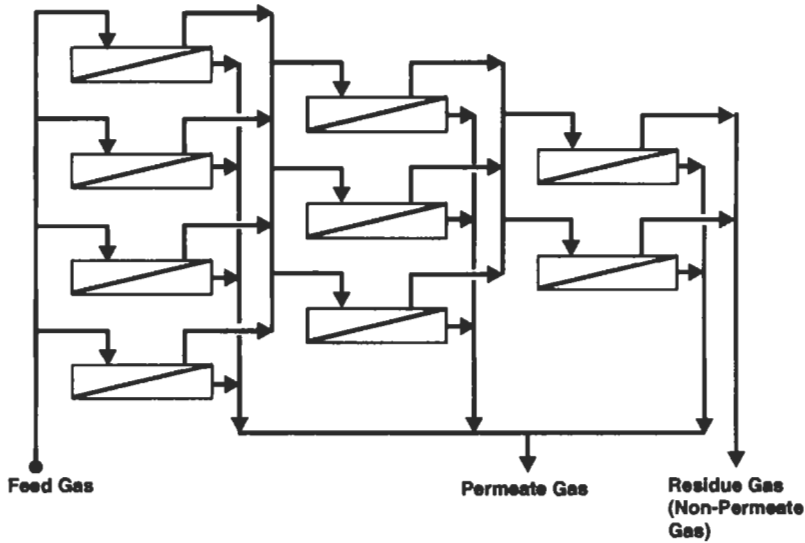 Feed Gas
Permeate Gas
Residue Gas
(Non-Permeate
Gas)